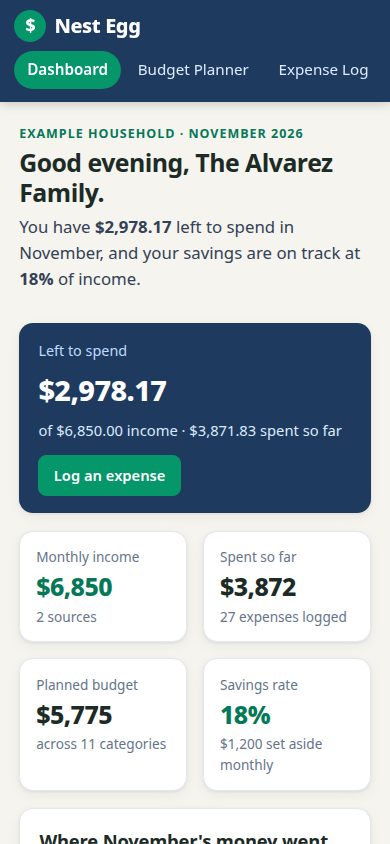 $ Nest Egg
Dashboard Budget Planner Expense Log
EXAMPLE HOUSEHOLD · NOVEMBER 2026
Good evening, The Alvarez
Family.
You have $2,978.17 left to spend in
November, and your savings are on track at
18% of income.
Left to spend
$2,978.17
of $6,850.00 income · $3,871.83 spent so far
Log an expense
Monthly income
$6,850
2 sources
Spent so far
$3,872
27 expenses logged
Planned budget
$5,775
across 11 categories
Savings rate
18%
$1,200 set aside
monthly
Where November's money went